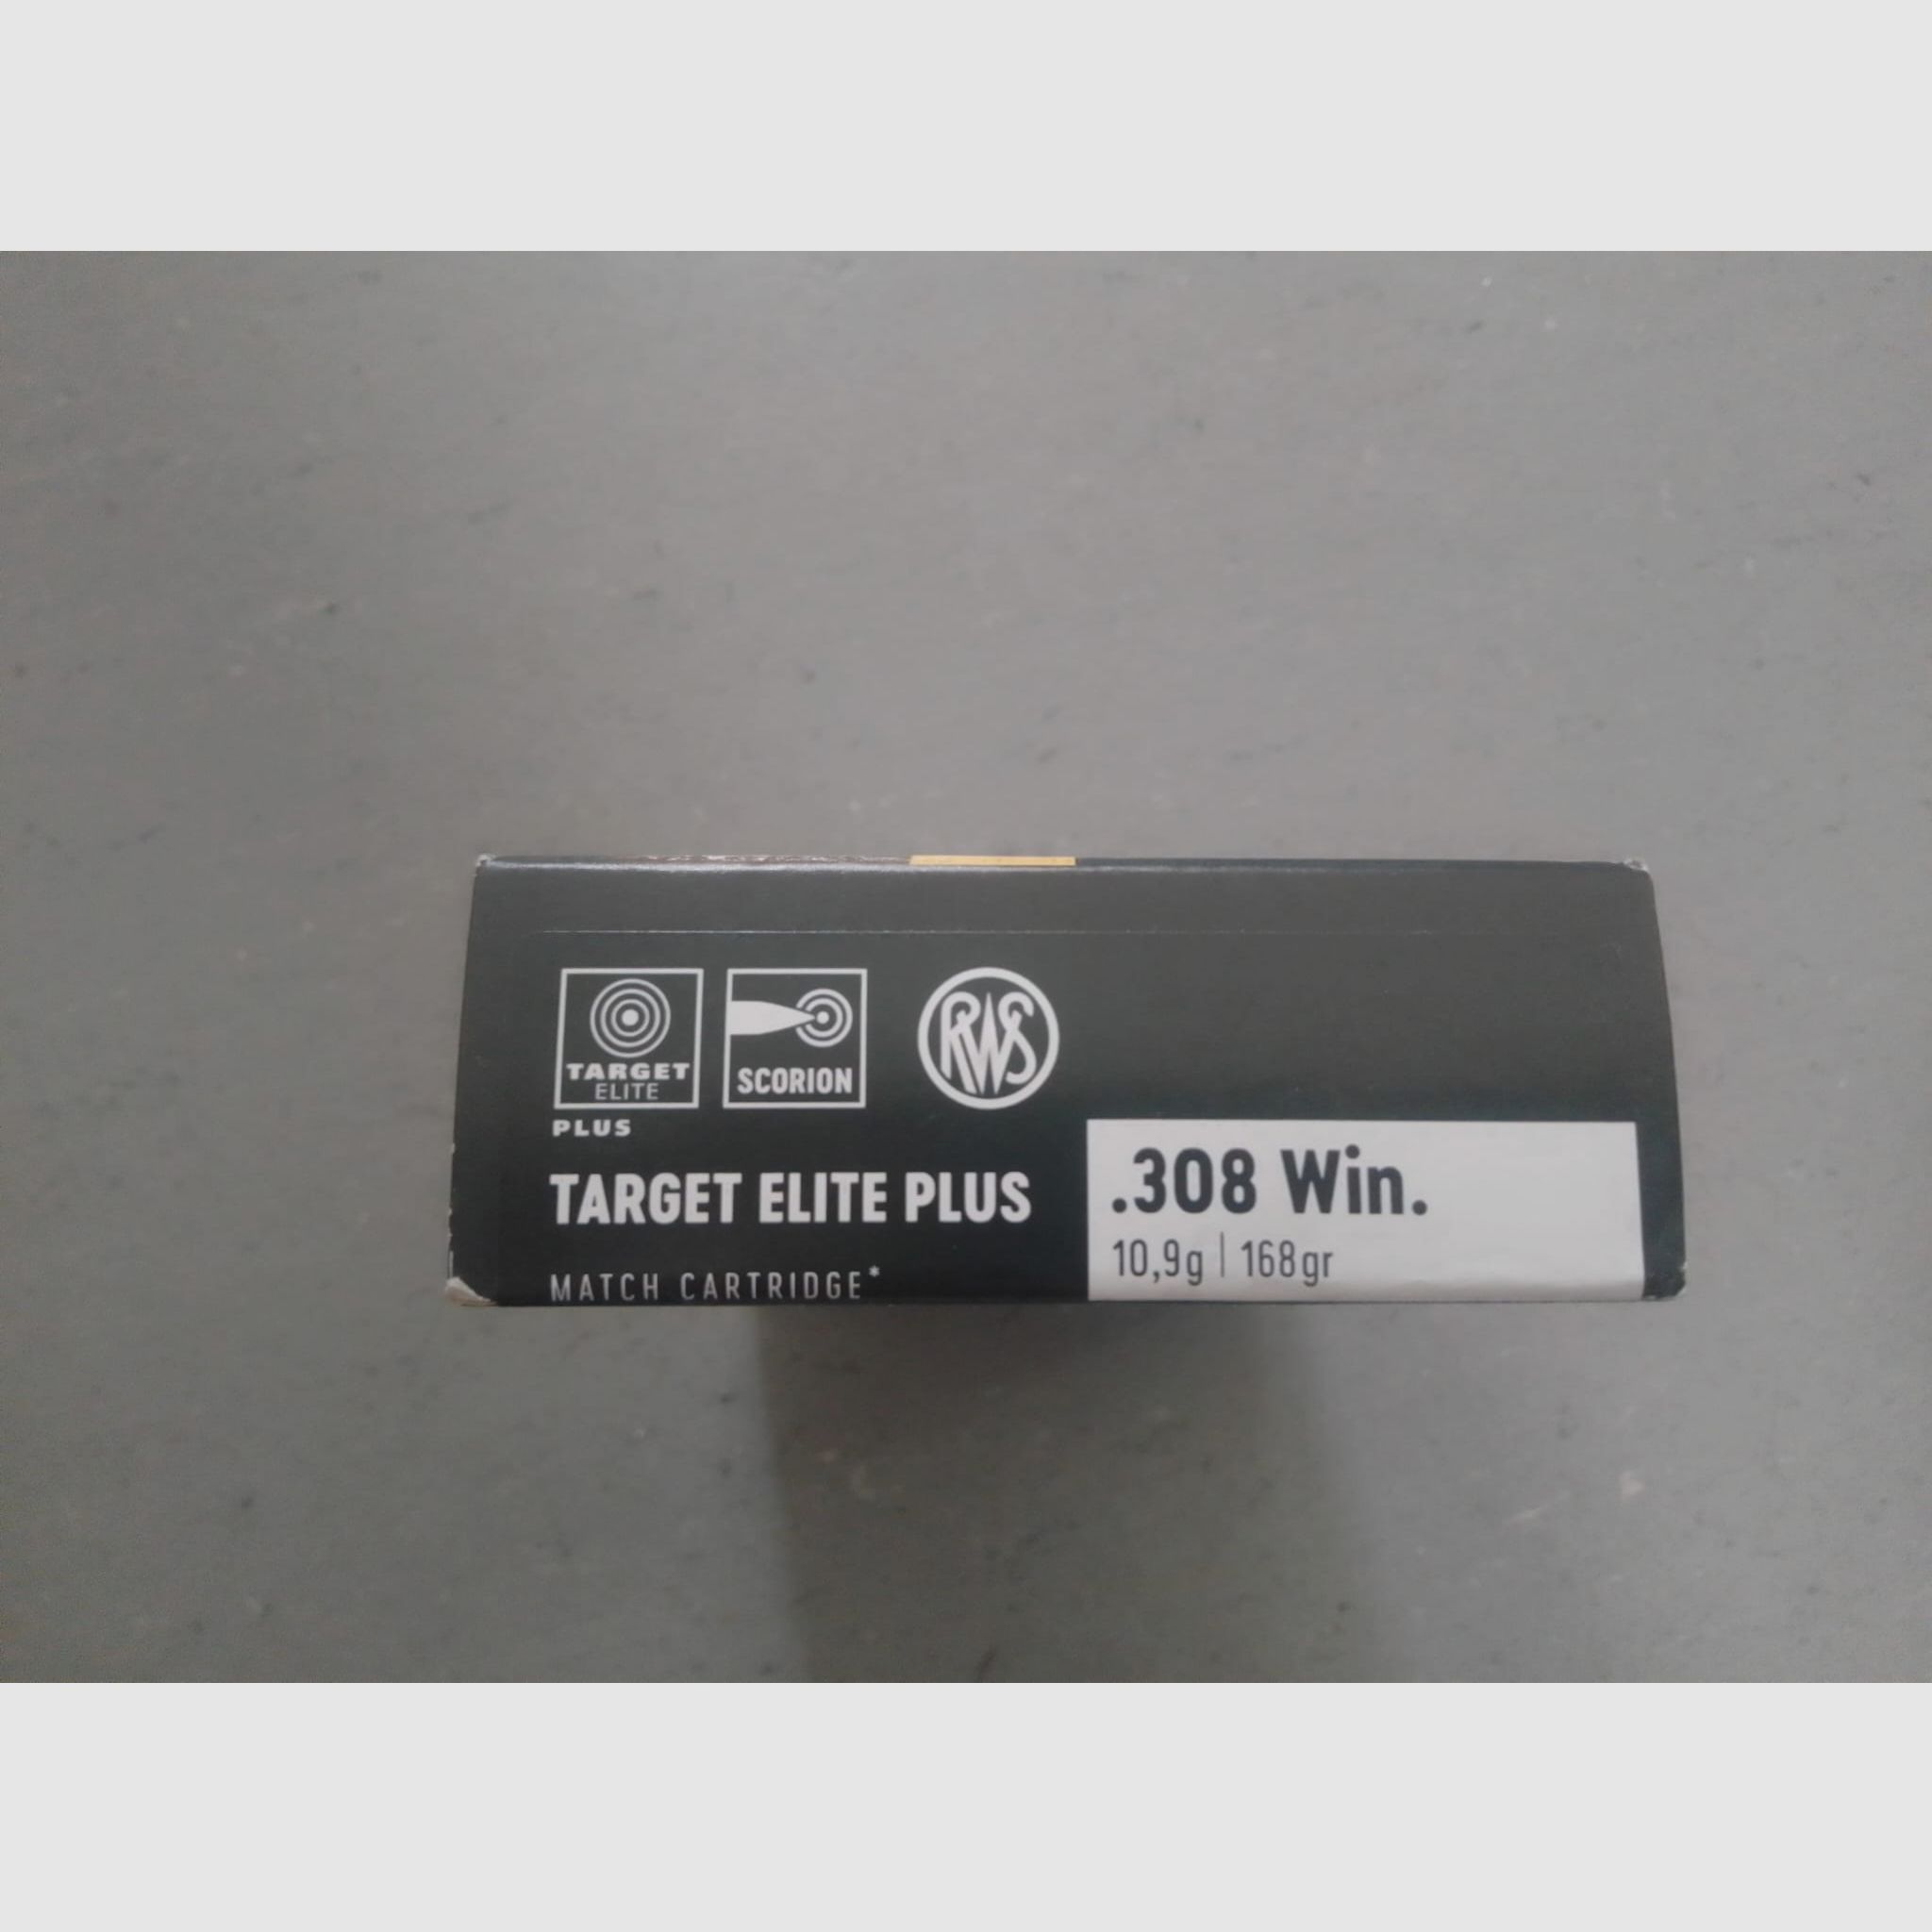 TARGET
ELITE
PLUS
SCORION
RWS
TARGET ELITE PLUS
MATCH CARTRIDGE*
.308 Win.
10,9g | 168gr